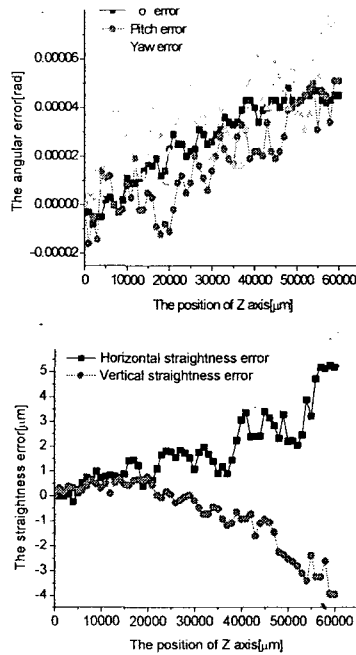 error
Pitch error
Yaw error
The angular error[rad]
0.00006
0.00004
0.00002
0.00000
-0.00002
0 10000 20000 30000 40000 50000 60000
The position of Z axis[μm]
Horizontal straightness error
Vertical straightness error
The straightness error[μm]
5
4
3
2
1
0
-1
-2
-3
-4
0 10000 20000 30000 40000 50000 60000
The position of Z axis[μm]